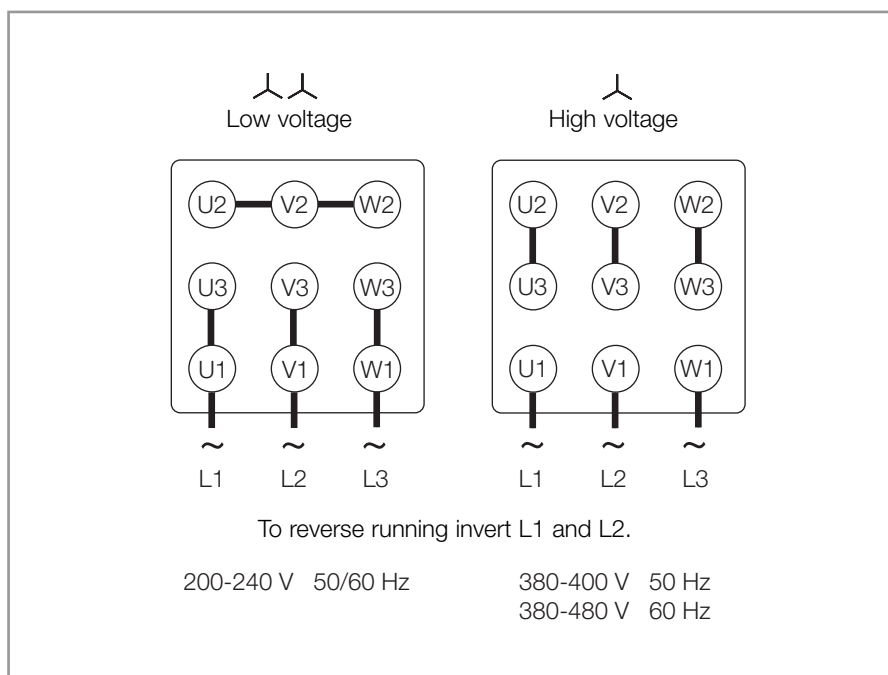 Low voltage High voltage
U2 V2 W2 U2 V2 W2
U3 V3 W3 U3 V3 W3
U1 V1 W1 U1 V1 W1
~ ~ ~ ~ ~ ~
L1 L2 L3 L1 L2 L3
To reverse running invert L1 and L2.
200-240 V 50/60 Hz 380-400 V 50 Hz
380-480 V 60 Hz